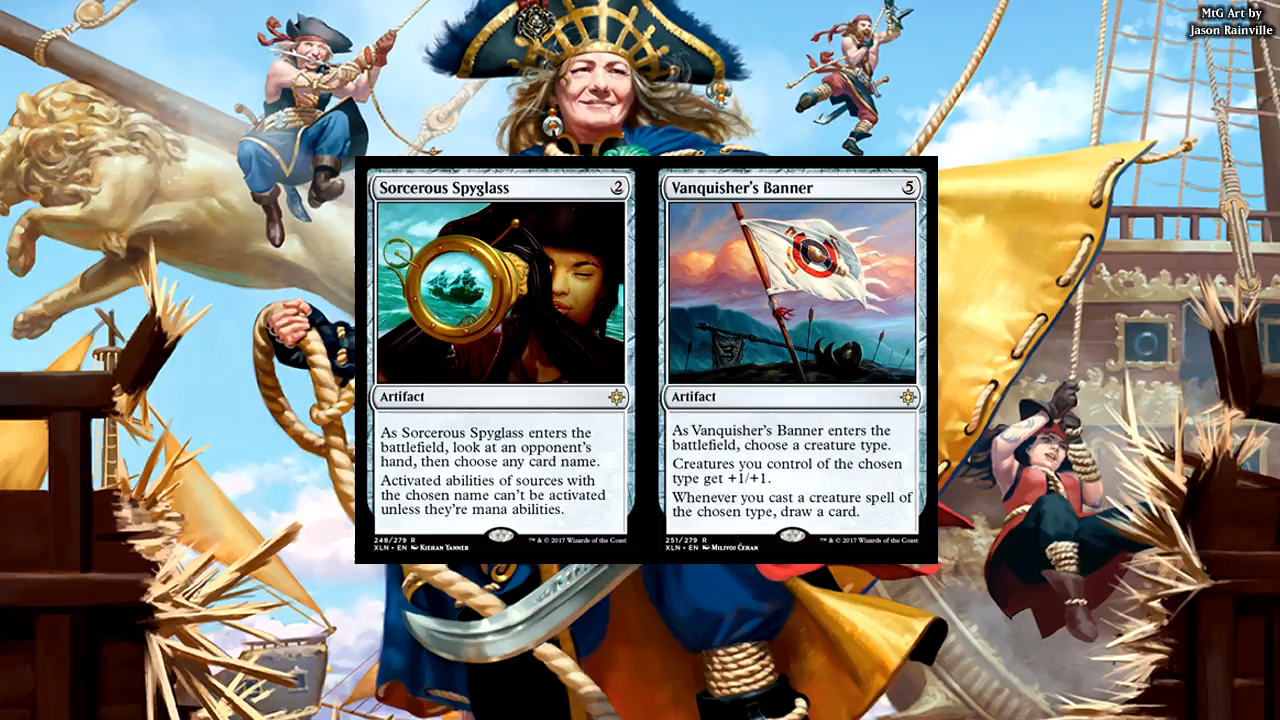 MtG Art by
Jason Rainville
Sorcerous Spyglass 2
Artifact
As Sorcerous Spyglass enters the
battlefield, look at an opponent's
hand, then choose any card name.
Activated abilities of sources with
the chosen name can't be activated
unless they're mana abilities.
248/279 R
XLN • EN Kieran Yanner
™ & © 2017 Wizards of the Coast
Vanquisher's Banner 5
Artifact
As Vanquisher's Banner enters the
battlefield, choose a creature type.
Creatures you control of the chosen
type get +1/+1.
Whenever you cast a creature spell of
the chosen type, draw a card.
251/279 R
XLN • EN Milivoj Ćeran
™ & © 2017 Wizards of the Coast